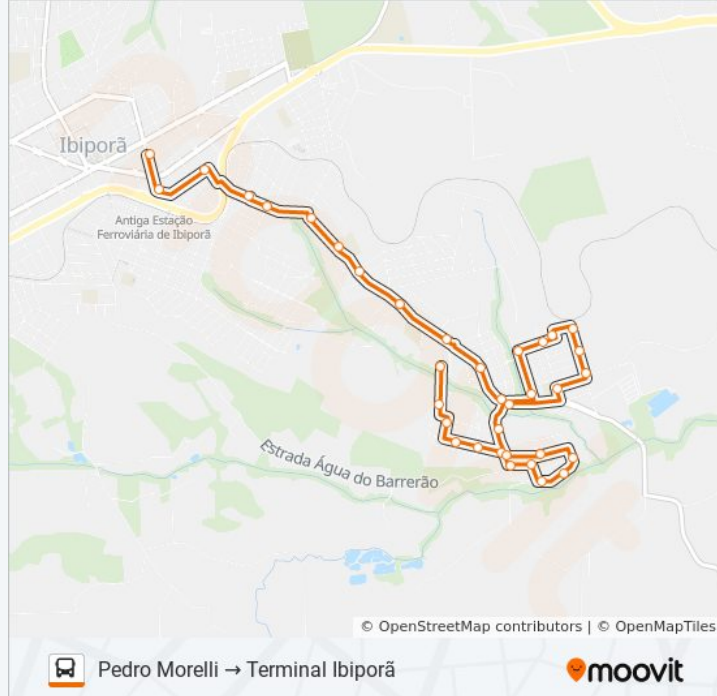 Ibiporã
Antiga Estação
Ferroviária de Ibiporã
Estrada Água do Barrerão
© OpenStreetMap contributors | © OpenMapTiles
Pedro Morelli → Terminal Ibiporã
moovit